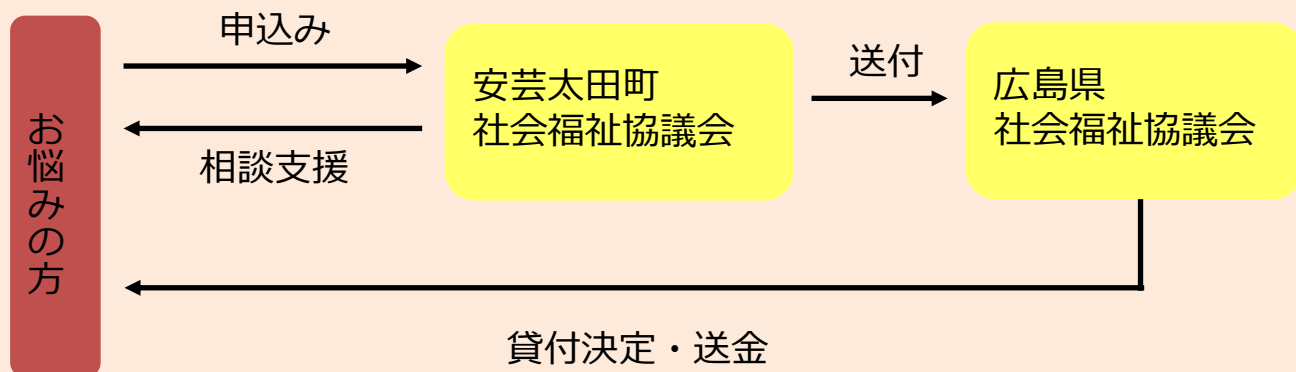 お悩みの方
申込み
相談支援
安芸太田町
社会福祉協議会
送付
広島県
社会福祉協議会
貸付決定・送金